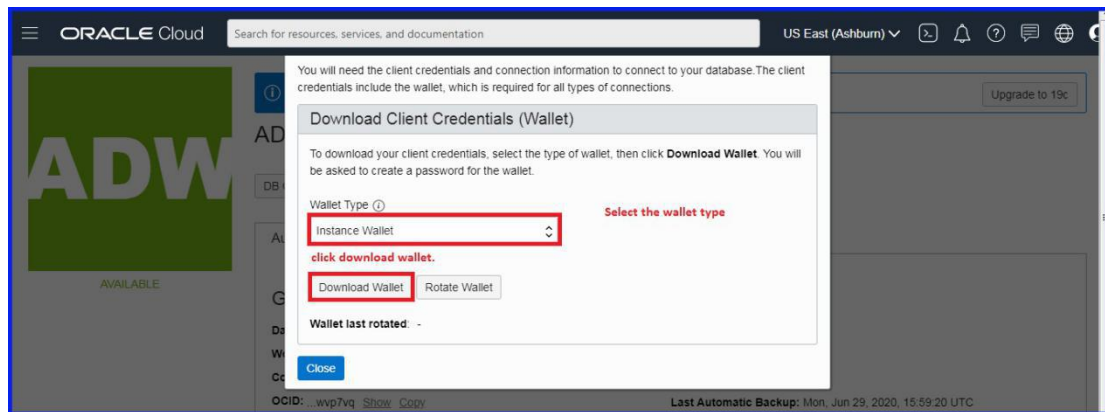 ORACLE Cloud
Search for resources, services, and documentation
US East (Ashburn)
You will need the client credentials and connection information to connect to your database.The client
credentials include the wallet, which is required for all types of connections.
Upgrade to 19c
Download Client Credentials (Wallet)
ADW
To download your client credentials, select the type of wallet, then click Download Wallet. You will
be asked to create a password for the wallet.
Wallet Type
Select the wallet type
Instance Wallet
click download wallet.
Download Wallet
Rotate Wallet
AVAILABLE
Wallet last rotated: -
Close
OCID: ...wvp7vq Show Copy
Last Automatic Backup: Mon, Jun 29, 2020, 15:59:20 UTC